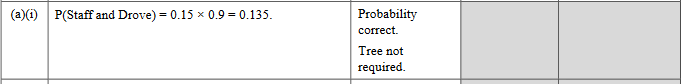 (a)(i) P(Staff and Drove) = 0.15 × 0.9 = 0.135. Probability
correct.
Tree not
required.